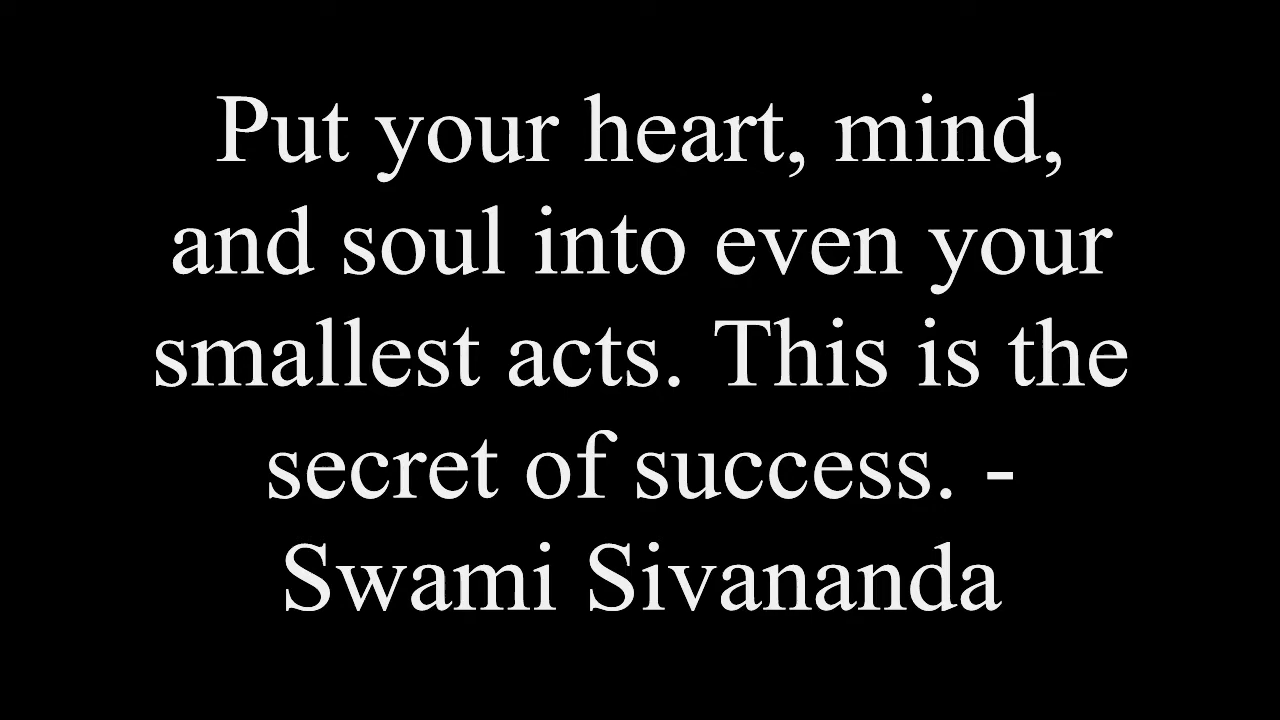 Put your heart, mind,
and soul into even your
smallest acts. This is the
secret of success. -
Swami Sivananda